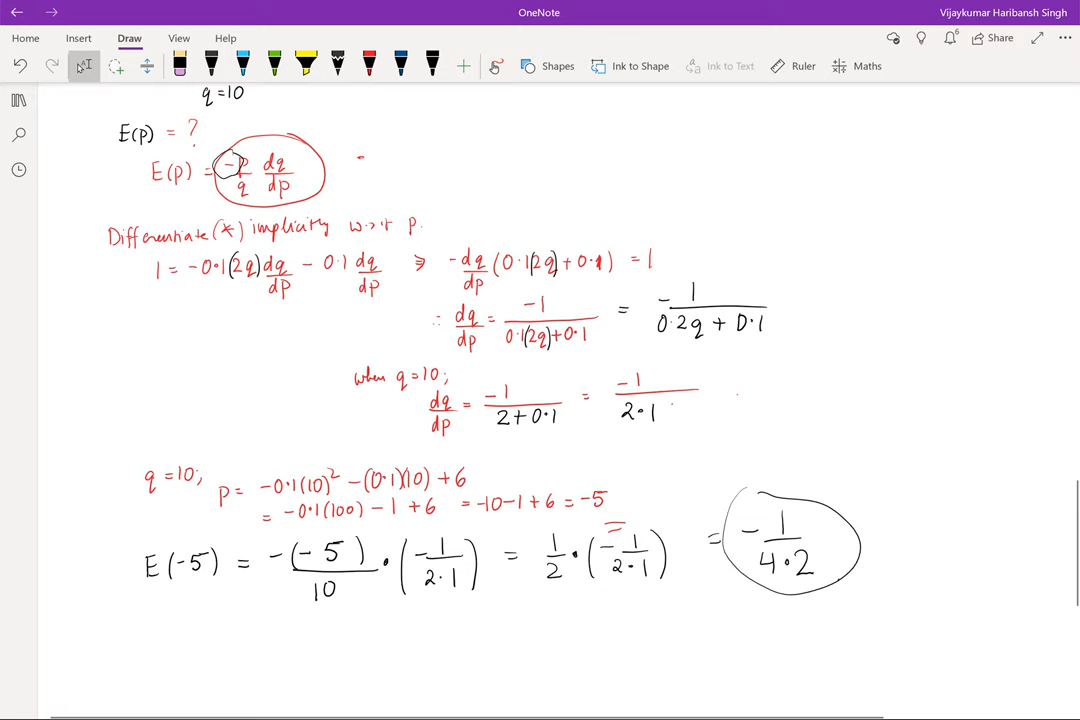 OneNote
Vijaykumar Haribansh Singh
Home Insert Draw View Help
6 Share
Shapes Ink to Shape Ink to Text Ruler Maths
q = 10
E(p) = ?
E(p) = -p/q dq/dp
Differentiate (*) implicitly w.r.t p.
1 = -0.1(2q) dq/dp - 0.1 dq/dp ⇒ -dq/dp (0.1(2q) + 0.1) = 1
∴ dq/dp = -1/(0.1(2q) + 0.1) = -1/(0.2q + 0.1)
when q = 10;
dq/dp = -1/(2 + 0.1) = -1/2.1
q = 10; p = -0.1(10)² - (0.1)(10) + 6
= -0.1(100) - 1 + 6 = -10 - 1 + 6 = -5
E(-5) = -(-5)/10 · (-1/2.1) = 1/2 · (-1/2.1) = -1/4.2